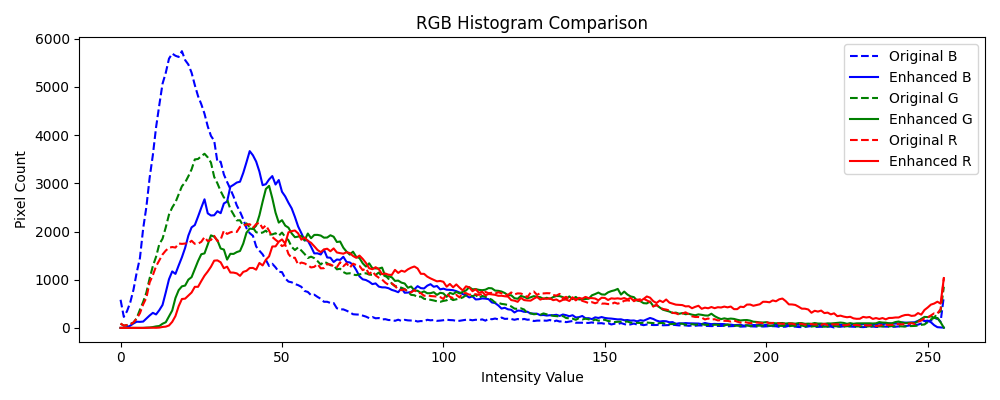 RGB Histogram Comparison
Pixel Count
6000
5000
4000
3000
2000
1000
0
Original B
Enhanced B
Original G
Enhanced G
Original R
Enhanced R
0 50 100 150 200 250
Intensity Value